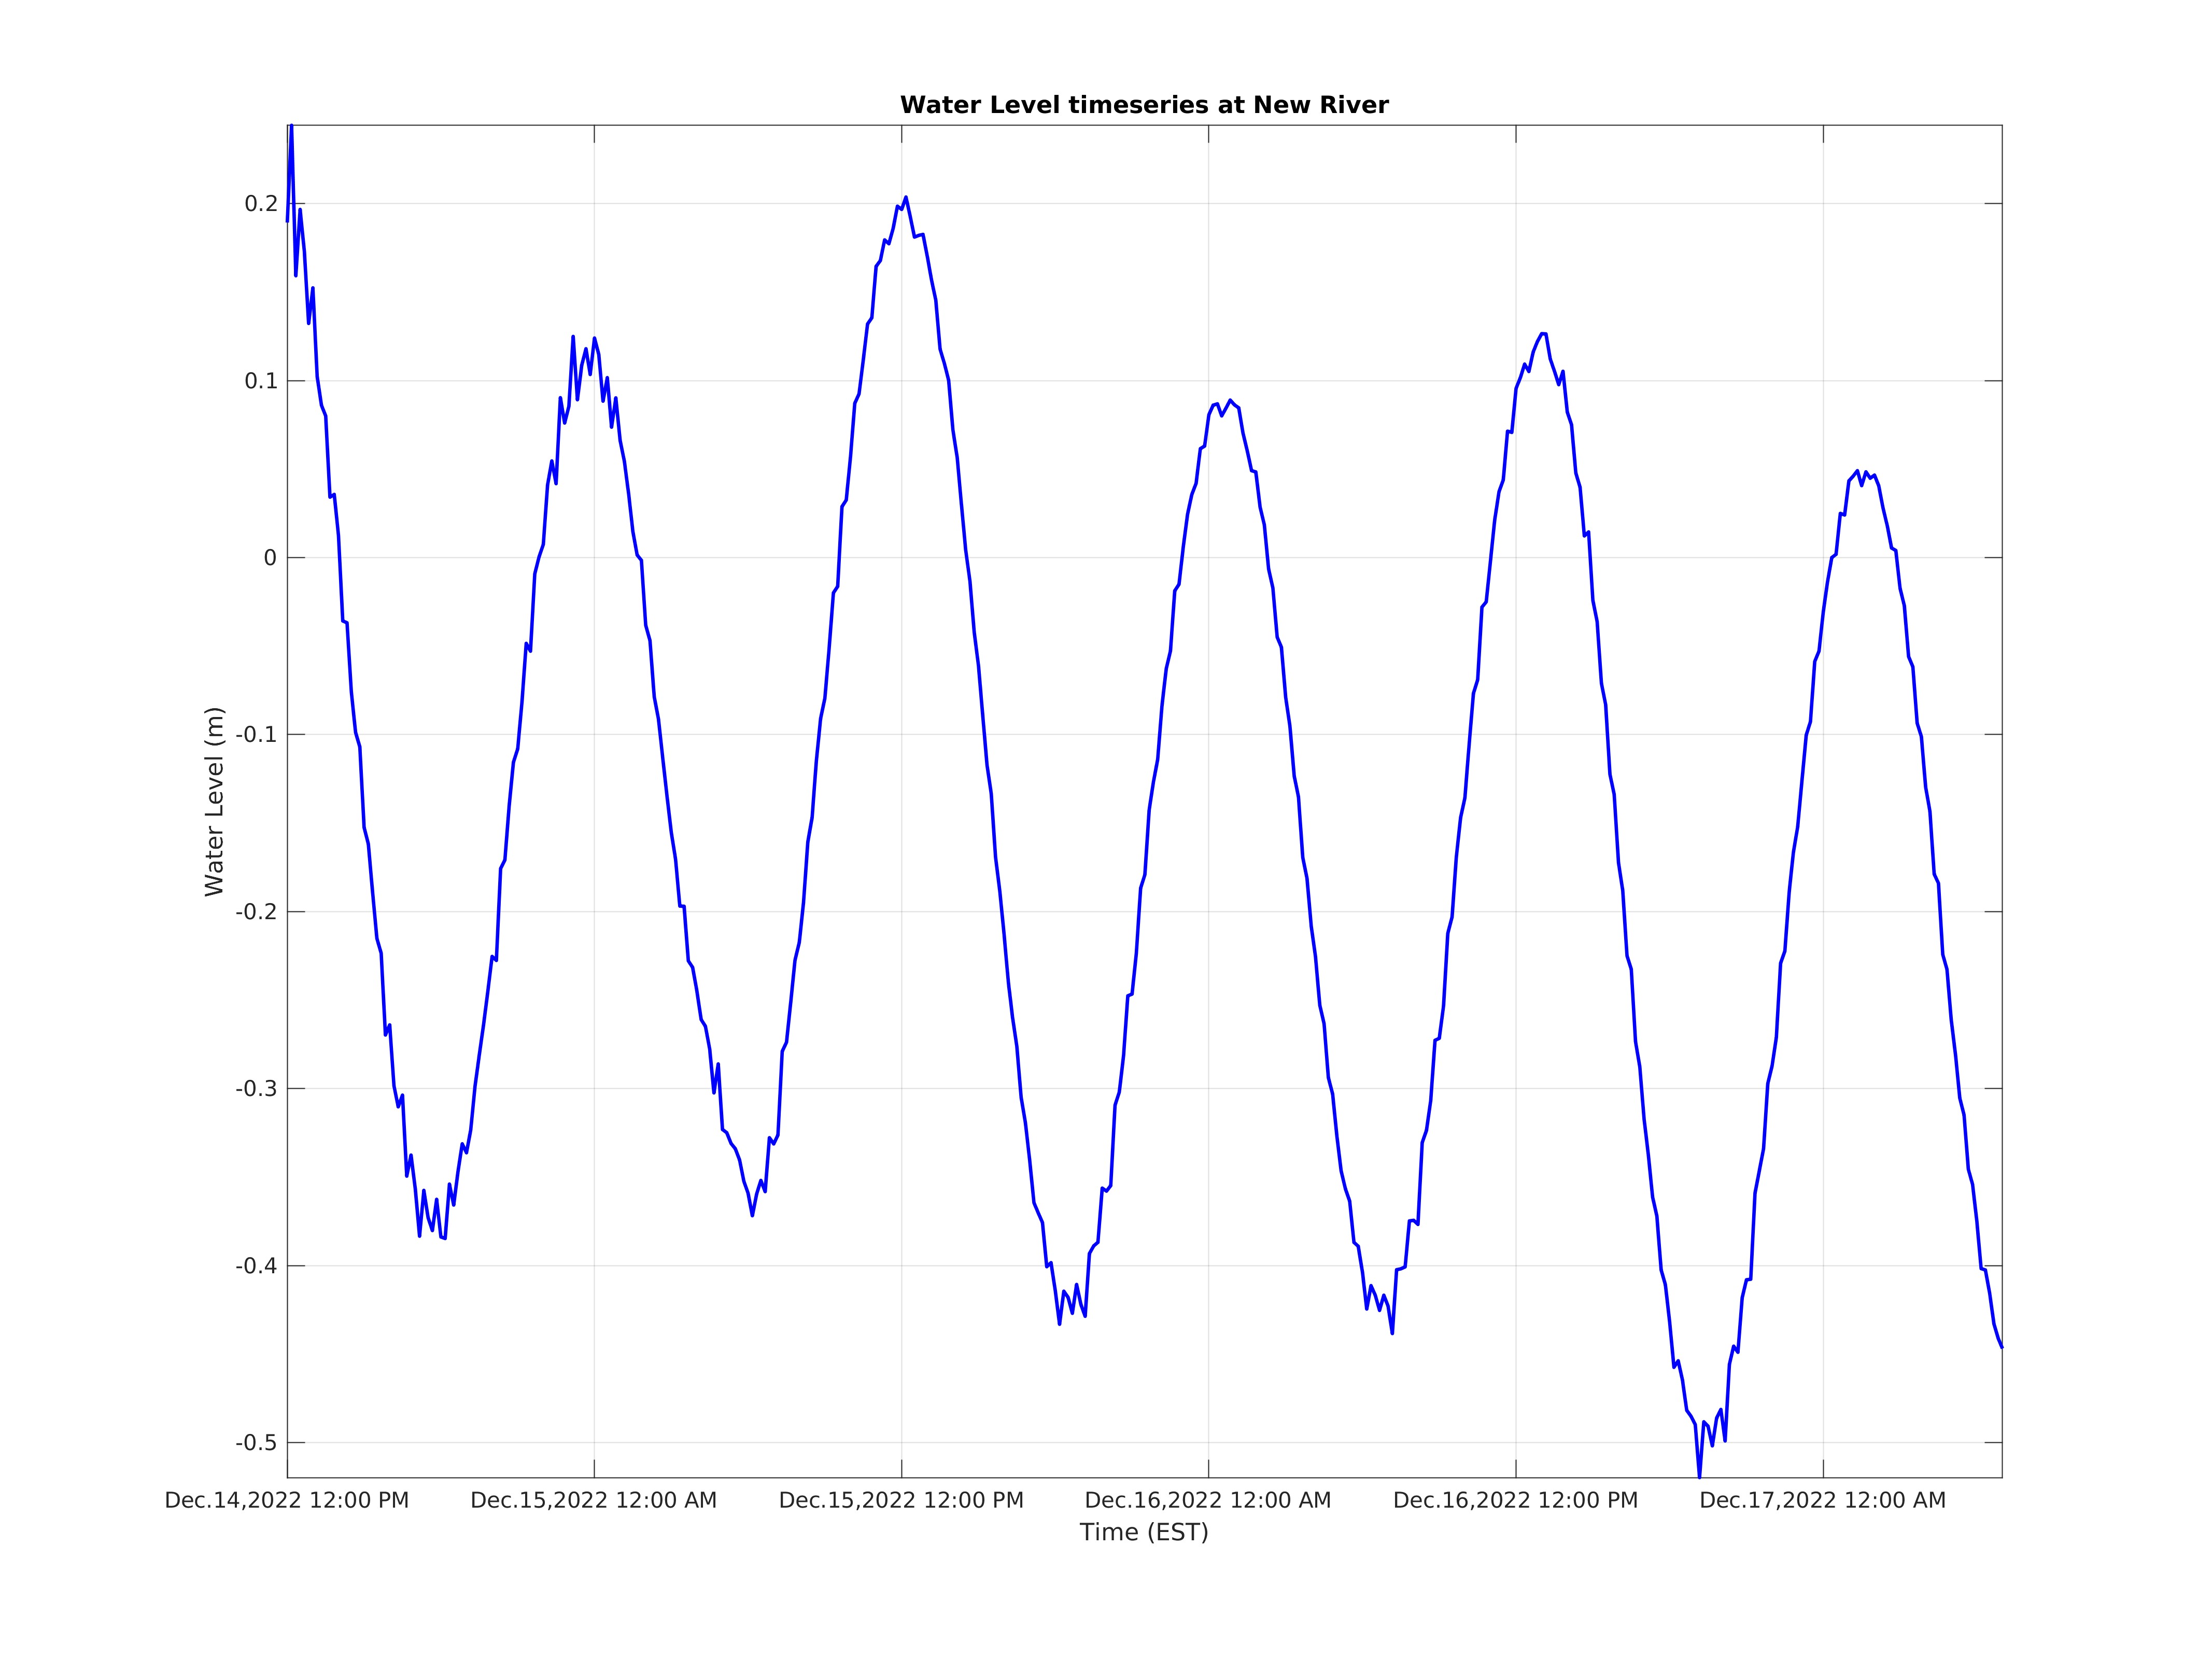 Water Level timeseries at New River
Water Level (m)
0.2
0.1
0
-0.1
-0.2
-0.3
-0.4
-0.5
Dec.14,2022 12:00 PM
Dec.15,2022 12:00 AM
Dec.15,2022 12:00 PM
Dec.16,2022 12:00 AM
Dec.16,2022 12:00 PM
Dec.17,2022 12:00 AM
Time (EST)